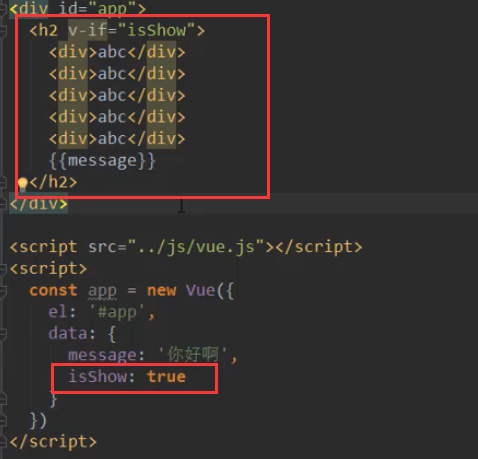 <div id="app">
<h2 v-if="isShow">
<div>abc</div>
<div>abc</div>
<div>abc</div>
<div>abc</div>
<div>abc</div>
{{message}}
</h2>
</div>
<script src="../js/vue.js"></script>
<script>
const app = new Vue({
el: '#app',
data: {
message: '你好啊',
isShow: true
}
})
</script>